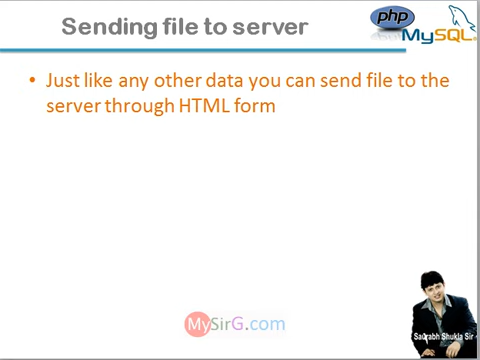 Sending file to server
php
MySQL
• Just like any other data you can send file to the
server through HTML form
MySirG.com
Saurabh Shukla Sir